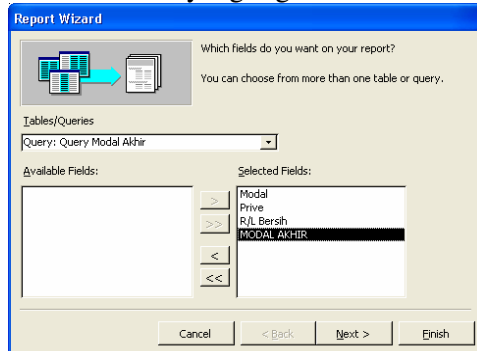 Report Wizard
Which fields do you want on your report?
You can choose from more than one table or query.
Tables/Queries
Query: Query Modal Akhir
Available Fields:
Selected Fields:
Modal
Prive
R/L Bersih
MODAL AKHIR
>
>>
<
<<
Cancel
< Back
Next >
Finish